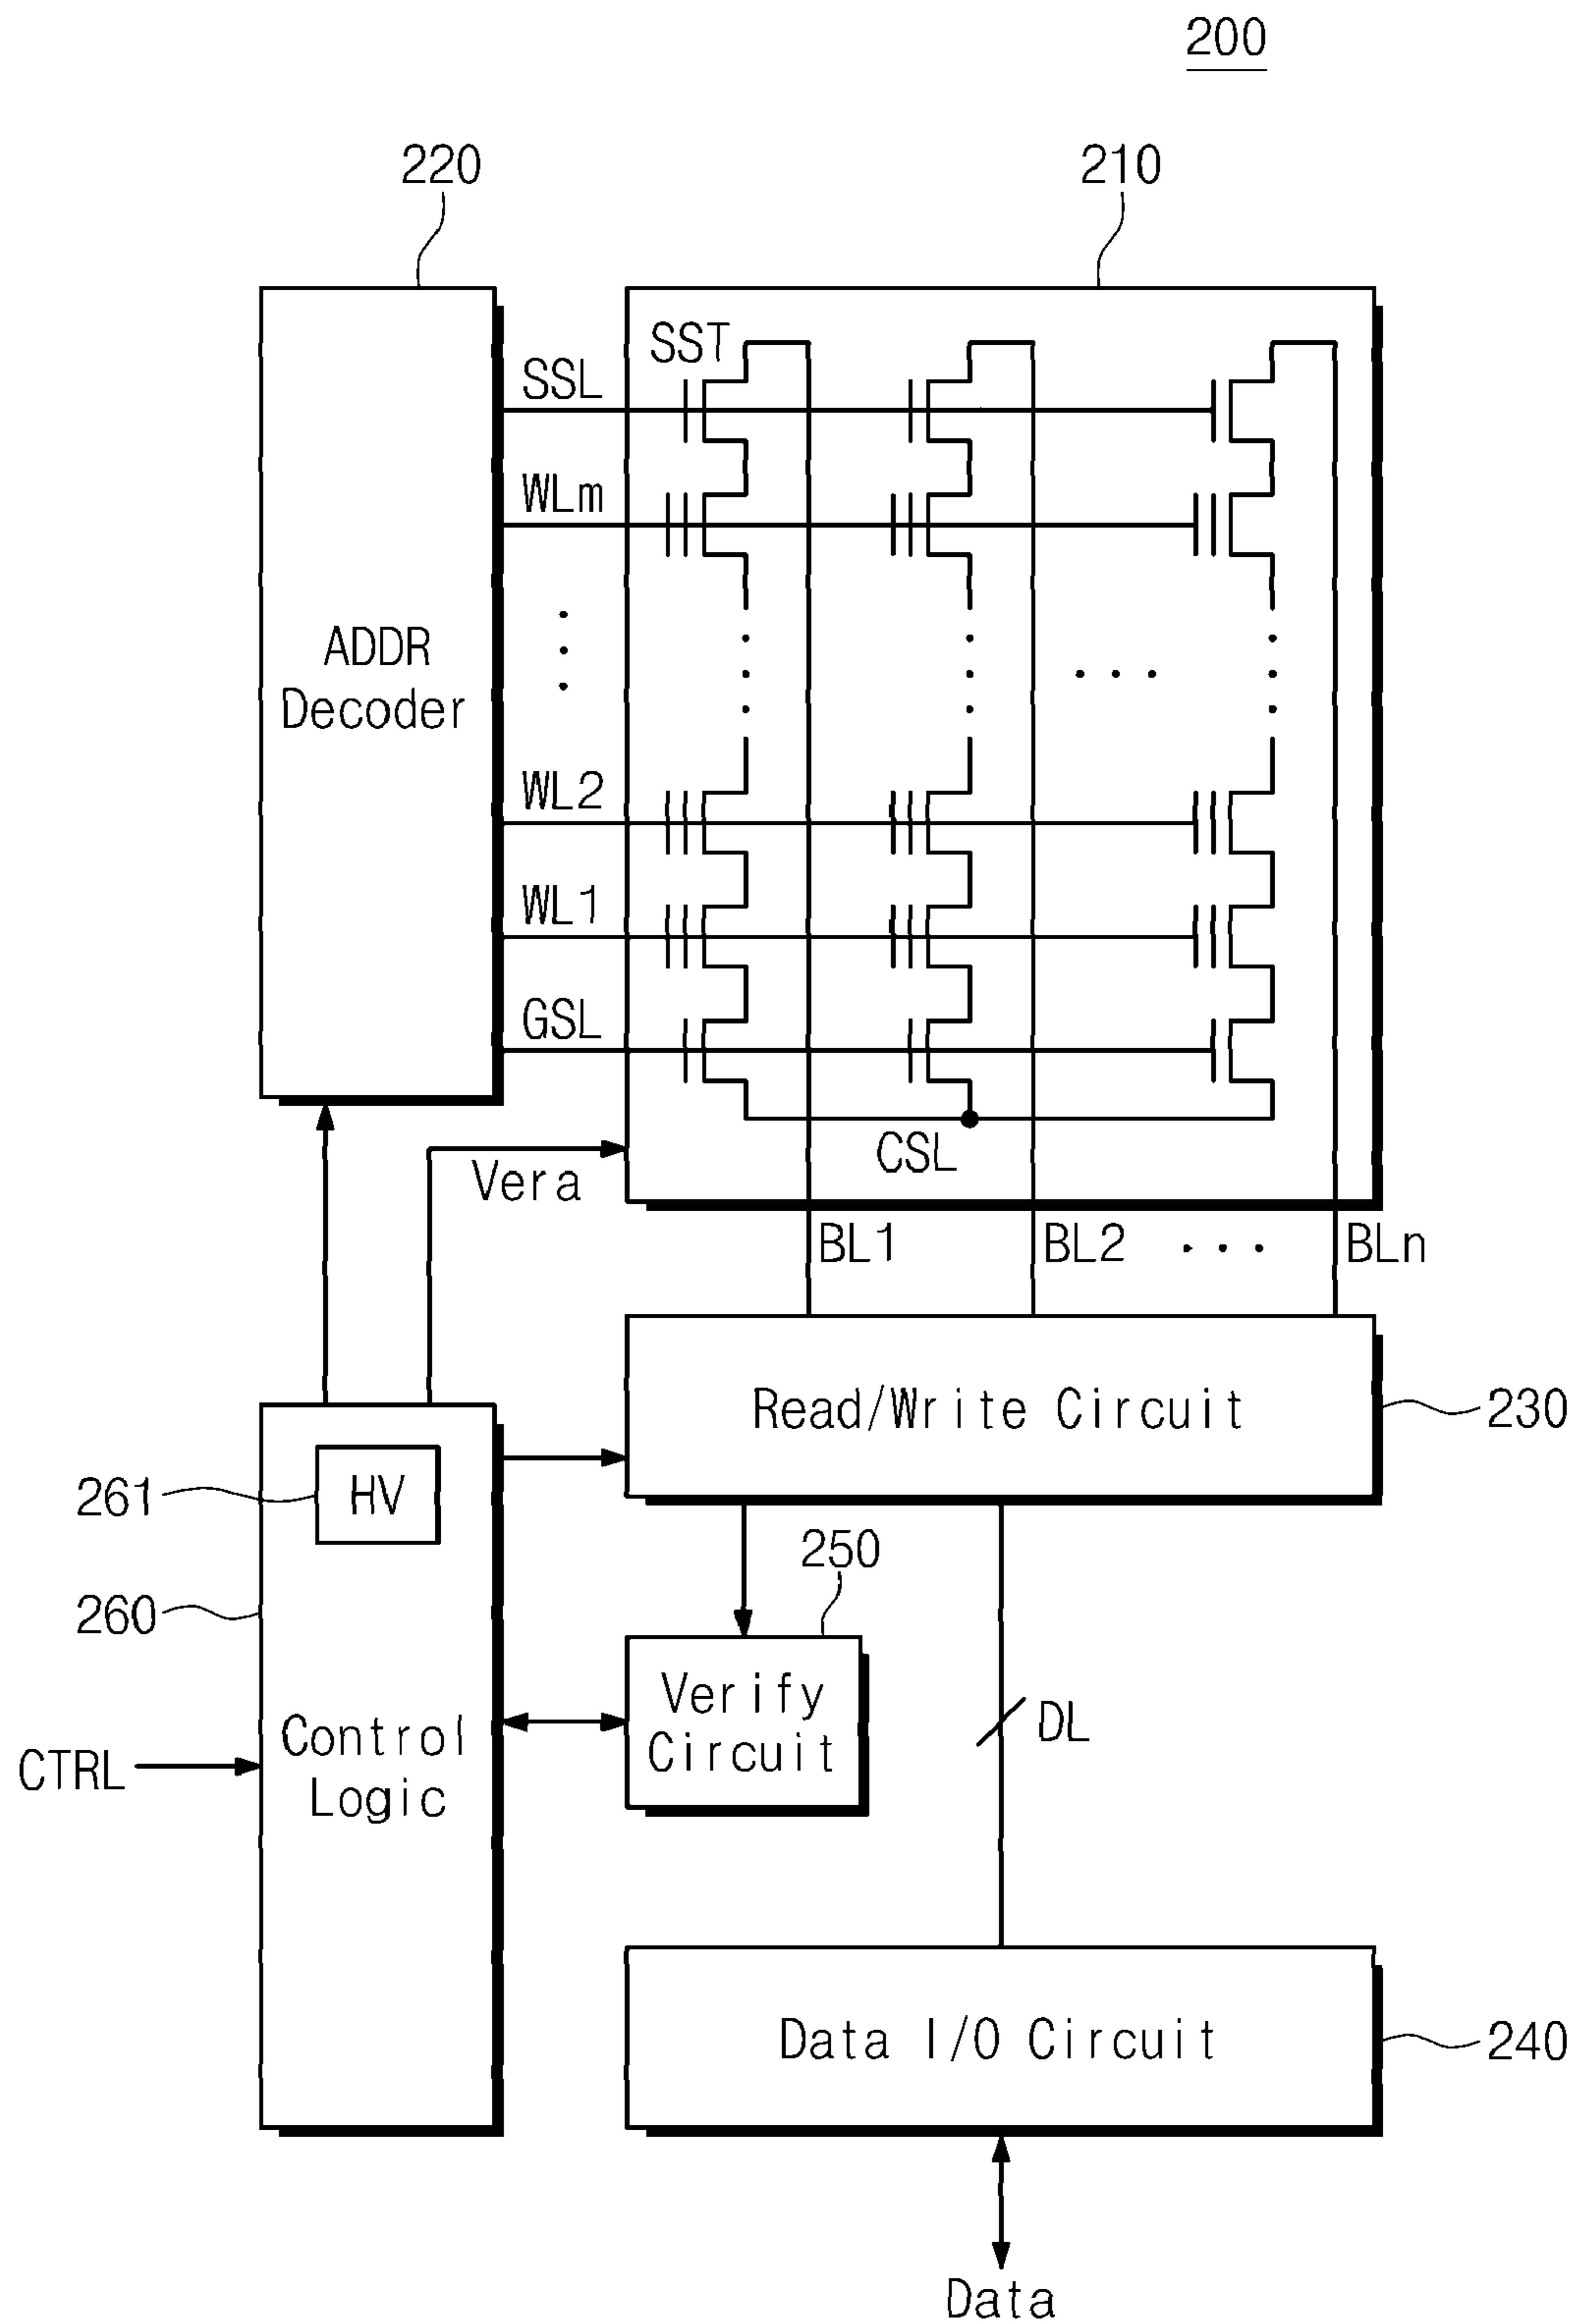 200
220
210
SST
SSL
WLm
ADDR
Decoder
WL2
WL1
GSL
CSL
Vera
BL1
BL2
BLn
Read/Write Circuit
230
261
HV
250
260
Verify
Circuit
DL
Control
Logic
CTRL
Data I/O Circuit
240
Data